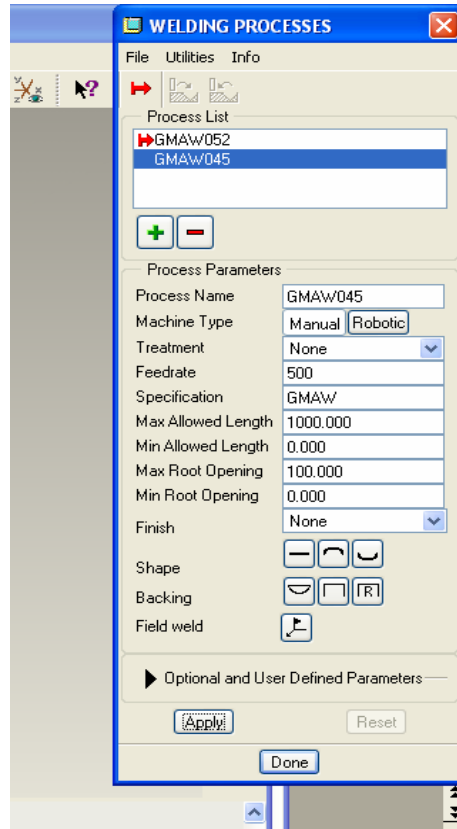 WELDING PROCESSES
File Utilities Info
Process List
GMAW052
GMAW045
Process Parameters
Process Name GMAW045
Machine Type Manual Robotic
Treatment None
Feedrate 500
Specification GMAW
Max Allowed Length 1000.000
Min Allowed Length 0.000
Max Root Opening 100.000
Min Root Opening 0.000
Finish None
Shape
Backing R
Field weld
Optional and User Defined Parameters
Apply Reset
Done